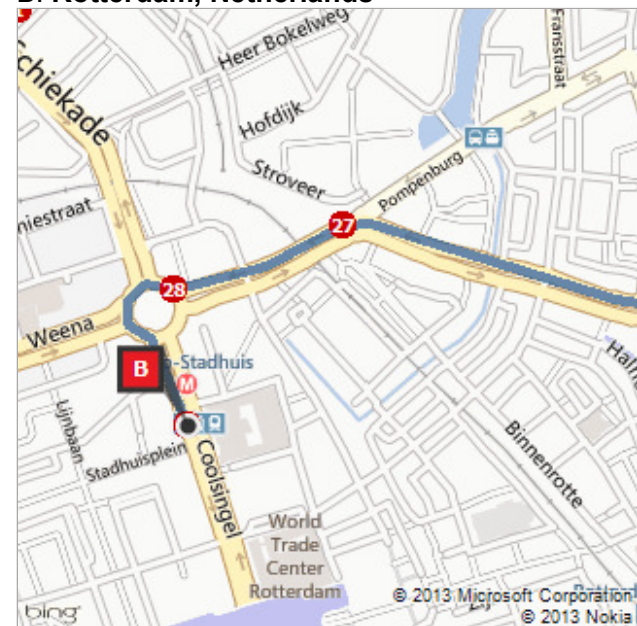 B: Rotterdam, Netherlands
Heer Bokelweg
Fransstraat
Schiekade
Hofdijk
Stroveer
Pompenburg
niestraat
27
28
Weena
B
-Stadhuis
M
Lijnbaan
Stadhuisplein
Coolsingel
Binnenrotte
World
Trade
Center
Rotterdam
bing
© 2013 Microsoft Corporation
© 2013 Nokia